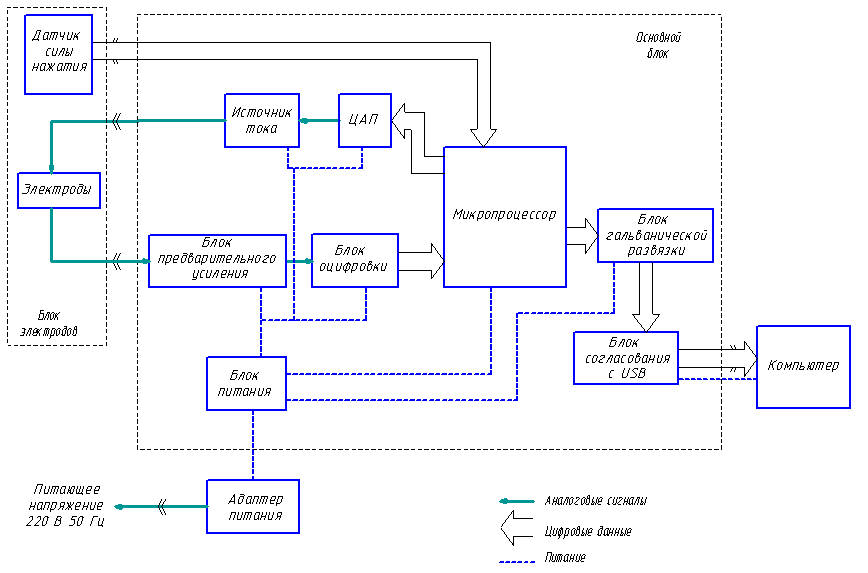 Датчик
силы
нажатия
Основной
блок
Источник
тока
ЦАП
Электроды
Микропроцессор
Блок
предварительного
усиления
Блок
оцифровки
Блок
гальванической
развязки
Блок
электродов
Блок
питания
Блок
согласования
с USB
Компьютер
Питающее
напряжение
220 В 50 Гц
Адаптер
питания
Аналоговые сигналы
Цифровые данные
Питание